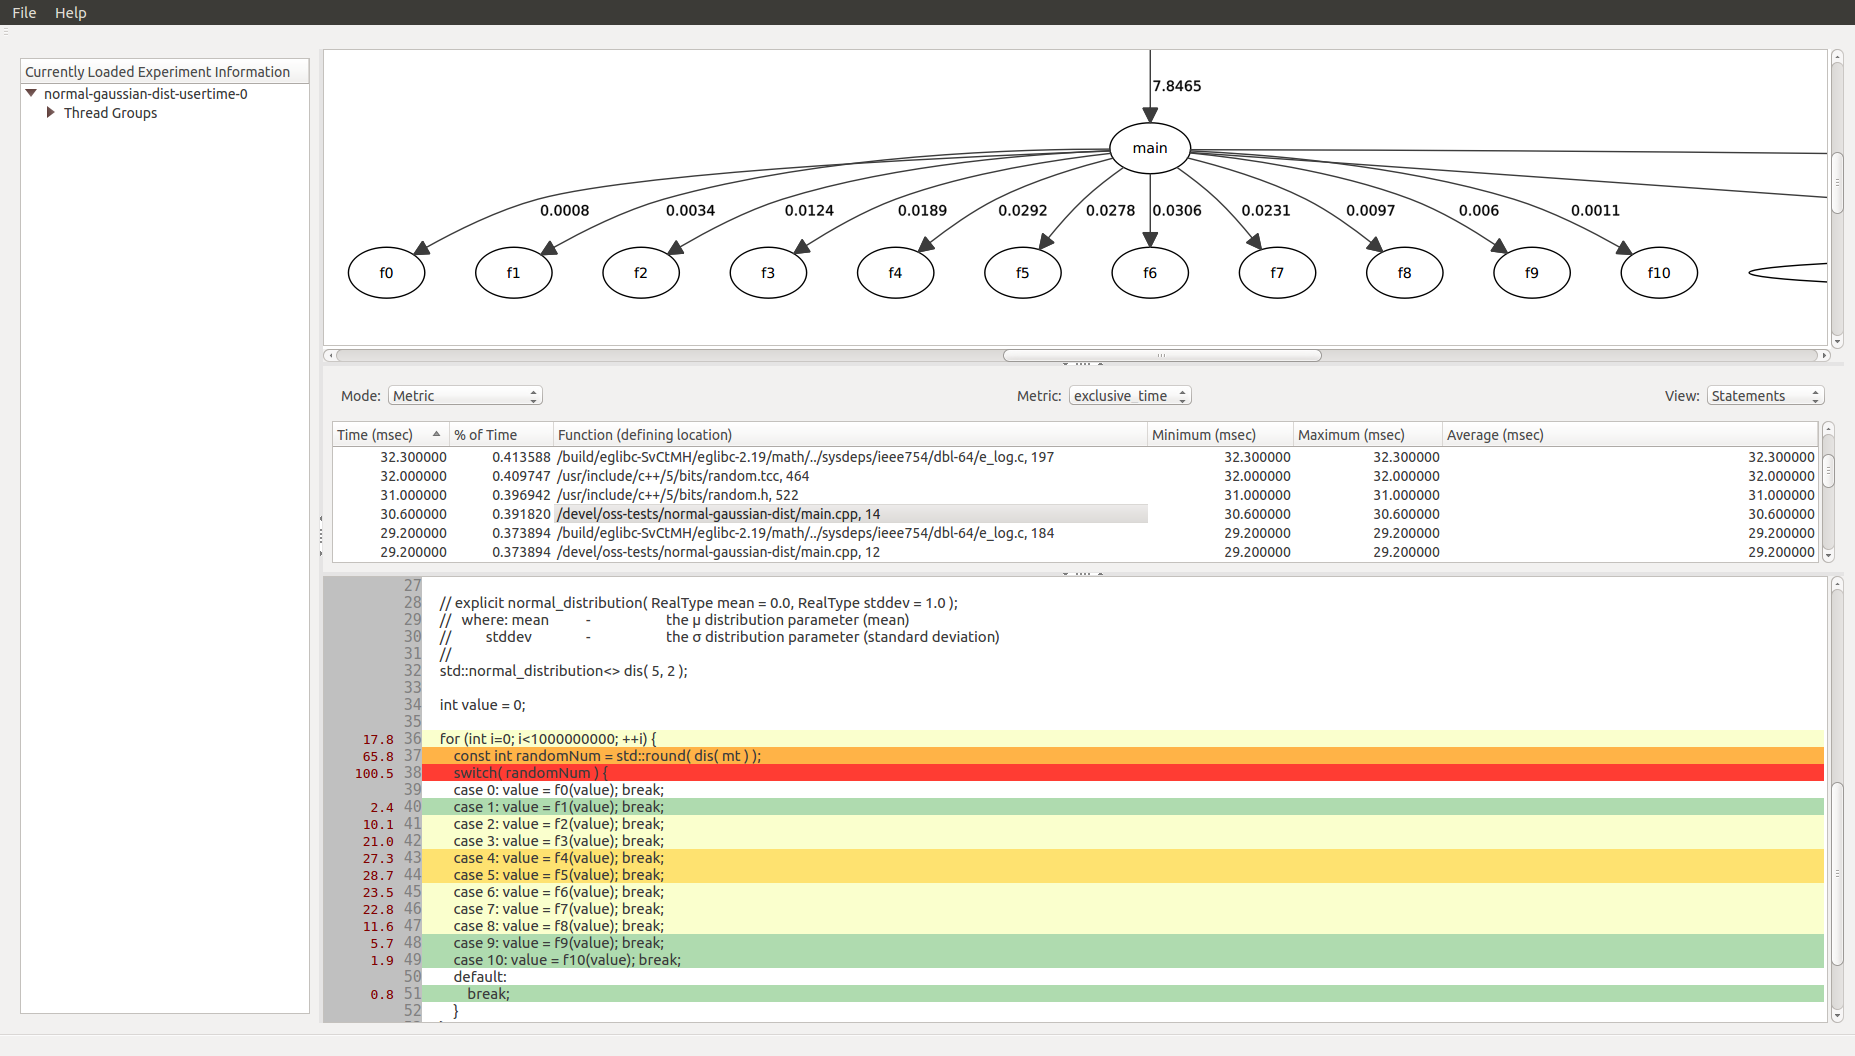 File Help
Currently Loaded Experiment Information
normal-gaussian-dist-usertime-0
Thread Groups
7.8465
main
0.0008 0.0034 0.0124 0.0189 0.0292 0.0278 0.0306 0.0231 0.0097 0.006 0.0011
f0 f1 f2 f3 f4 f5 f6 f7 f8 f9 f10
Mode: Metric Metric: exclusive_time View: Statements
Time (msec) % of Time Function (defining location) Minimum (msec) Maximum (msec) Average (msec)
32.300000 0.413588 /build/eglibc-SvCtMH/eglibc-2.19/math/../sysdeps/ieee754/dbl-64/e_log.c, 197 32.300000 32.300000 32.300000
32.000000 0.409747 /usr/include/c++/5/bits/random.tcc, 464 32.000000 32.000000 32.000000
31.000000 0.396942 /usr/include/c++/5/bits/random.h, 522 31.000000 31.000000 31.000000
30.600000 0.391820 /devel/oss-tests/normal-gaussian-dist/main.cpp, 14 30.600000 30.600000 30.600000
29.200000 0.373894 /build/eglibc-SvCtMH/eglibc-2.19/math/../sysdeps/ieee754/dbl-64/e_log.c, 184 29.200000 29.200000 29.200000
29.200000 0.373894 /devel/oss-tests/normal-gaussian-dist/main.cpp, 12 29.200000 29.200000 29.200000
27
28 // explicit normal_distribution( RealType mean = 0.0, RealType stddev = 1.0 );
29 // where: mean - the μ distribution parameter (mean)
30 // stddev - the σ distribution parameter (standard deviation)
31 //
32 std::normal_distribution<> dis( 5, 2 );
33
34 int value = 0;
35
17.8 36 for (int i=0; i<1000000000; ++i) {
65.8 37 const int randomNum = std::round( dis( mt ) );
100.5 38 switch( randomNum ) {
39 case 0: value = f0(value); break;
2.4 40 case 1: value = f1(value); break;
10.1 41 case 2: value = f2(value); break;
21.0 42 case 3: value = f3(value); break;
27.3 43 case 4: value = f4(value); break;
28.7 44 case 5: value = f5(value); break;
23.5 45 case 6: value = f6(value); break;
22.8 46 case 7: value = f7(value); break;
11.6 47 case 8: value = f8(value); break;
5.7 48 case 9: value = f9(value); break;
1.9 49 case 10: value = f10(value); break;
50 default:
0.8 51 break;
52 }